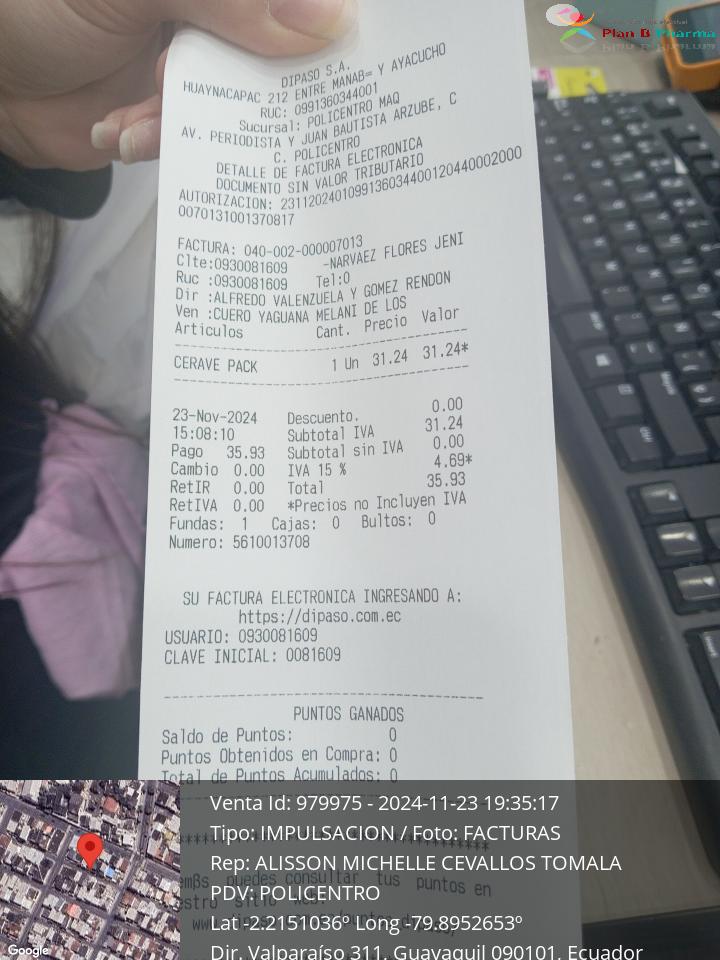 Plan B Pharma
DIPASO S.A.
HUAYNACAPAC 212 ENTRE MANAB= Y AYACUCHO
RUC: 0991360344001
Sucursal: POLICENTRO MAQ
AV. PERIODISTA Y JUAN BAUTISTA ARZUBE, C
C. POLICENTRO
DETALLE DE FACTURA ELECTRONICA
DOCUMENTO SIN VALOR TRIBUTARIO
AUTORIZACION: 23112024010991360344001204400020000
00701310013708​17
FACTURA: 040-002-000007013
Clte:0930081609 -NARVAEZ FLORES JENI
Ruc :0930081609 Tel:0
Dir :ALFREDO VALENZUELA Y GOMEZ RENDON
Ven :CUERO YAGUANA MELANI DE LOS
Articulos Cant. Precio Valor
CERAVE PACK 1 Un 31.24 31.24*
23-Nov-2024 Descuento. 0.00
15:08:10 Subtotal IVA 31.24
Pago 35.93 Subtotal sin IVA 0.00
Cambio 0.00 IVA 15 % 4.69*
RetIR 0.00 Total 35.93
RetIVA 0.00 *Precios no Incluyen IVA
Fundas: 1 Cajas: 0 Bultos: 0
Numero: 5610013708
SU FACTURA ELECTRONICA INGRESANDO A:
https://dipaso.com.ec
USUARIO: 0930081609
CLAVE INICIAL: 0081609
PUNTOS GANADOS
Saldo de Puntos: 0
Puntos Obtenidos en Compra: 0
Total de Puntos Acumulados: 0
puedes consultar tus puntos en
Venta Id: 979975 - 2024-11-23 19:35:17
Tipo: IMPULSACION / Foto: FACTURAS
Rep: ALISSON MICHELLE CEVALLOS TOMALA
PDV: POLICENTRO
Lat -2.2151036º Long -79.8952653º
Dir. Valparaíso 311, Guayaquil 090101, Ecuador
Google